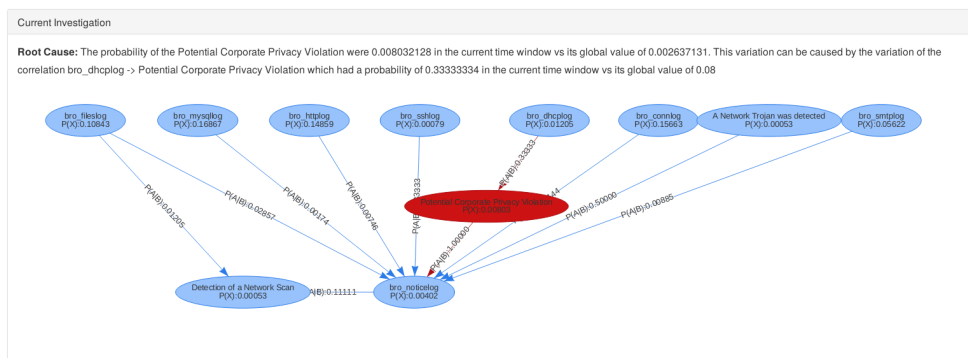 Current Investigation
Root Cause: The probability of the Potential Corporate Privacy Violation were 0.008032128 in the current time window vs its global value of 0.002637131. This variation can be caused by the variation of the
correlation bro_dhcplog -> Potential Corporate Privacy Violation which had a probability of 0.33333334 in the current time window vs its global value of 0.08
bro_fileslog
P(X):0.10843
bro_mysqllog
P(X):0.16867
bro_httplog
P(X):0.14859
bro_sshlog
P(X):0.00079
bro_dhcplog
P(X):0.01205
bro_connlog
P(X):0.15663
A Network Trojan was detected
P(X):0.00053
bro_smtplog
P(X):0.05622
P(A|B):0.01205
P(A|B):0.02857
P(A|B):0.00174
P(A|B):0.00746
P(A|B)
3333
P(A|B):0.33333
144
P(A|B):0.50000
P(A|B):0.00885
Potential Corporate Privacy Violation
P(X):0.00803
P(A|B):1.00000
Detection of a Network Scan
P(X):0.00053
(A|B):0.11111
bro_noticelog
P(X):0.00402